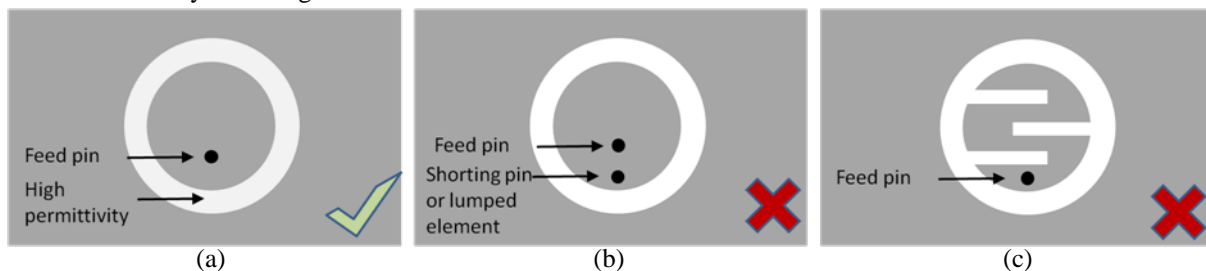 Feed pin
High
permittivity
(a)
Feed pin
Shorting pin
or lumped
element
(b)
Feed pin
(c)